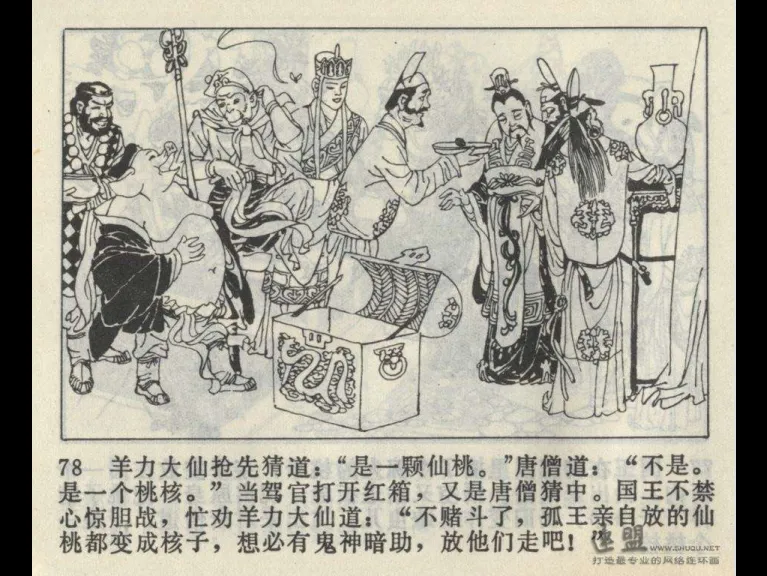 78 羊力大仙抢先猜道：“是一颗仙桃。”唐僧道：“不是。
是一个桃核。”当驾官打开红箱，又是唐僧猜中。国王不禁
心惊胆战，忙劝羊力大仙道：“不赌斗了，孤王亲自放的仙
桃都变成核子，想必有鬼神暗助，放他们走吧！”
连盟 WWW.SHUQU.NET
打造最专业的网络连环画